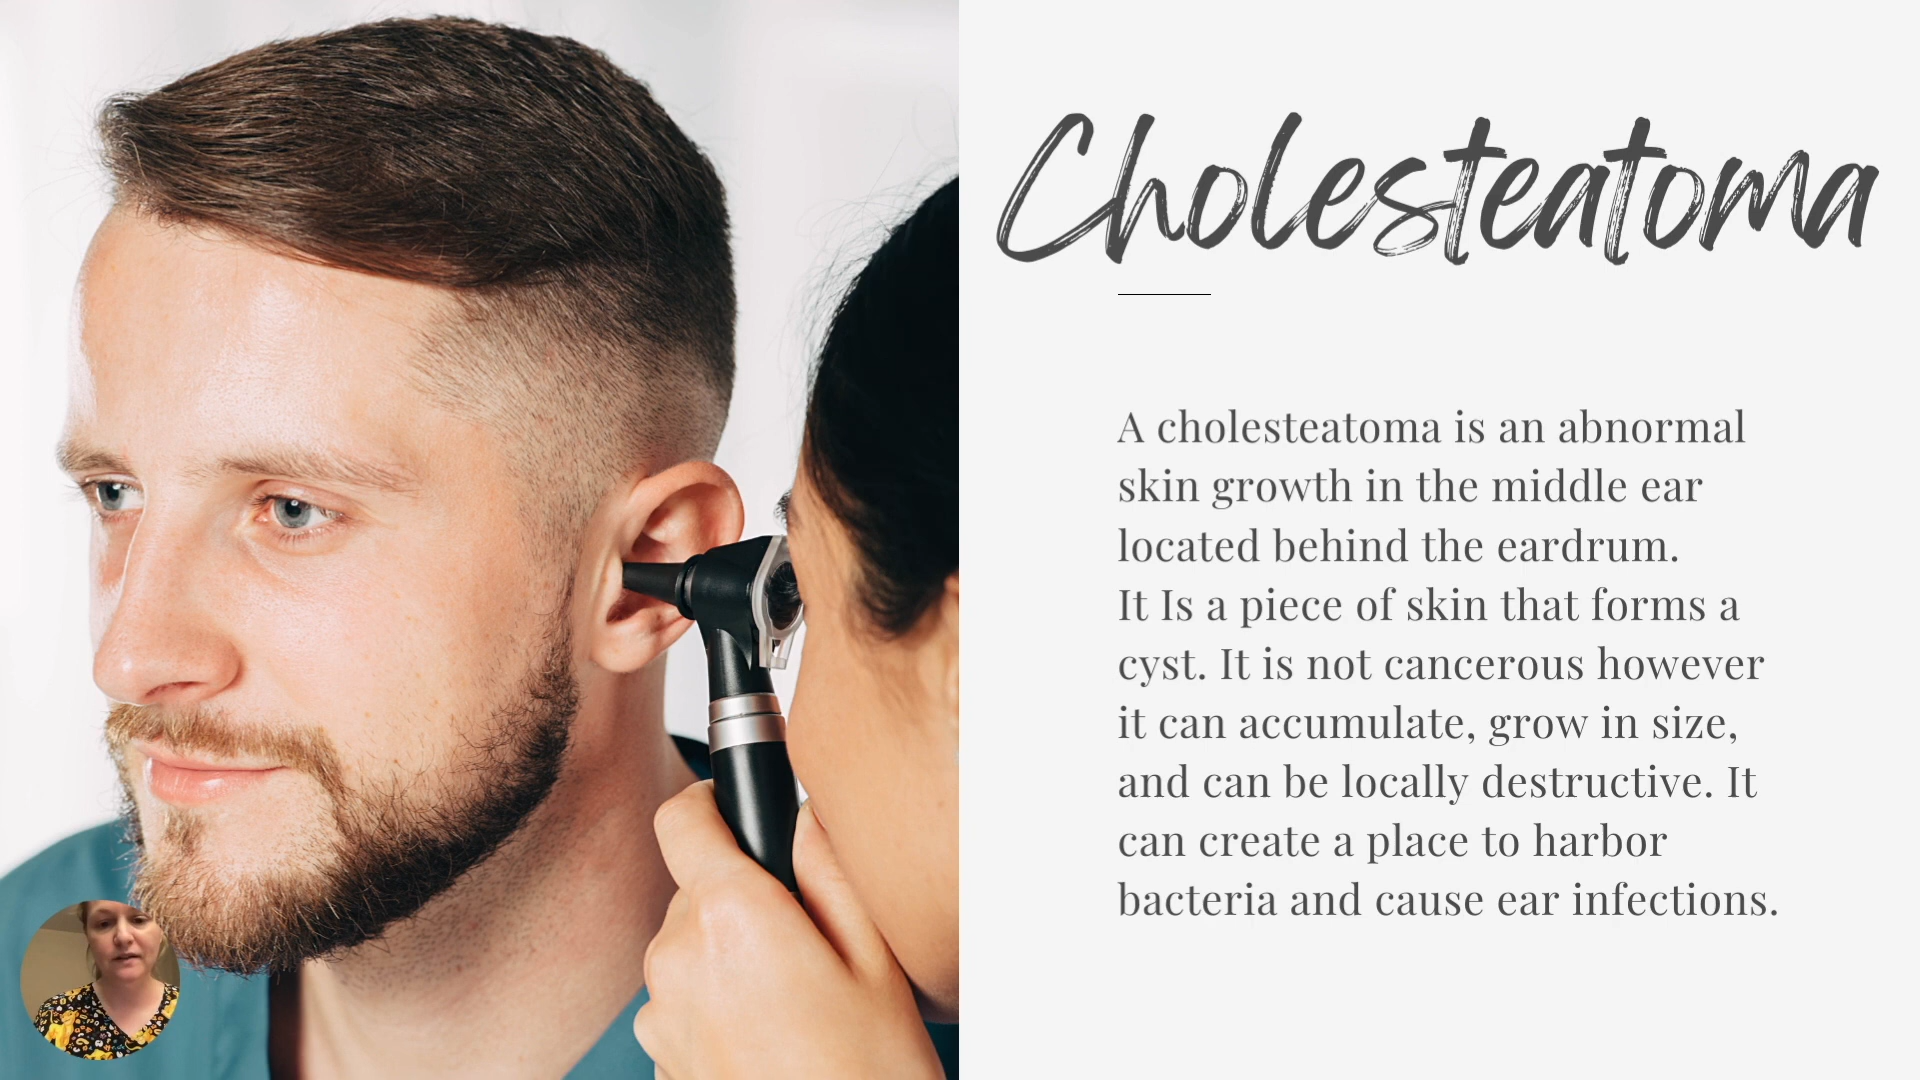 Cholesteatoma
A cholesteatoma is an abnormal
skin growth in the middle ear
located behind the eardrum.
It Is a piece of skin that forms a
cyst. It is not cancerous however
it can accumulate, grow in size,
and can be locally destructive. It
can create a place to harbor
bacteria and cause ear infections.